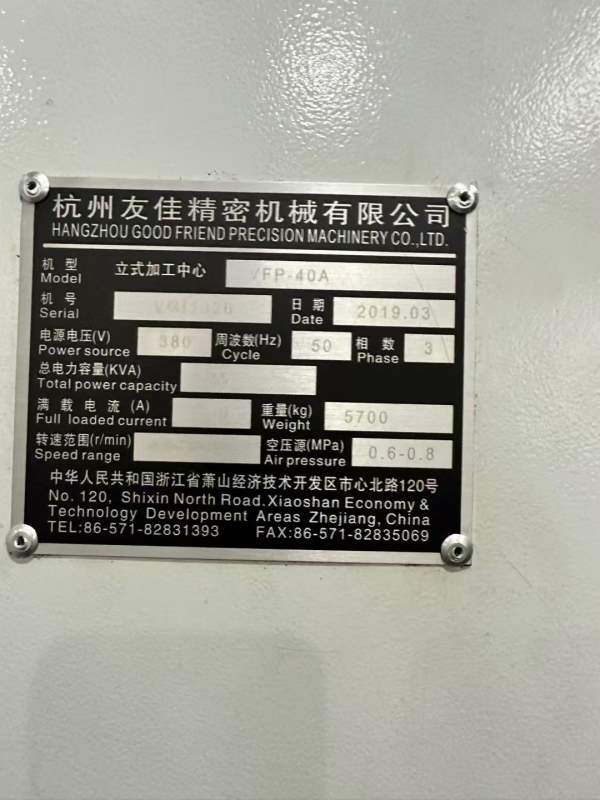 杭州友佳精密机械有限公司
HANGZHOU GOOD FRIEND PRECISION MACHINERY CO.,LTD.
机型 Model 立式加工中心 VFP-40A
机号 Serial
日期 Date 2019.03
电源电压(V) Power source 380 周波数(Hz) Cycle 50 相数 Phase 3
总电力容量(KVA) Total power capacity
满载电流(A) Full loaded current 重量(kg) Weight 5700
转速范围(r/min) Speed range 空压源(MPa) Air pressure 0.6-0.8
中华人民共和国浙江省萧山经济技术开发区市心北路120号
No. 120, Shixin North Road.Xiaoshan Economy &
Technology Development Areas Zhejiang, China
TEL:86-571-82831393 FAX:86-571-82835069